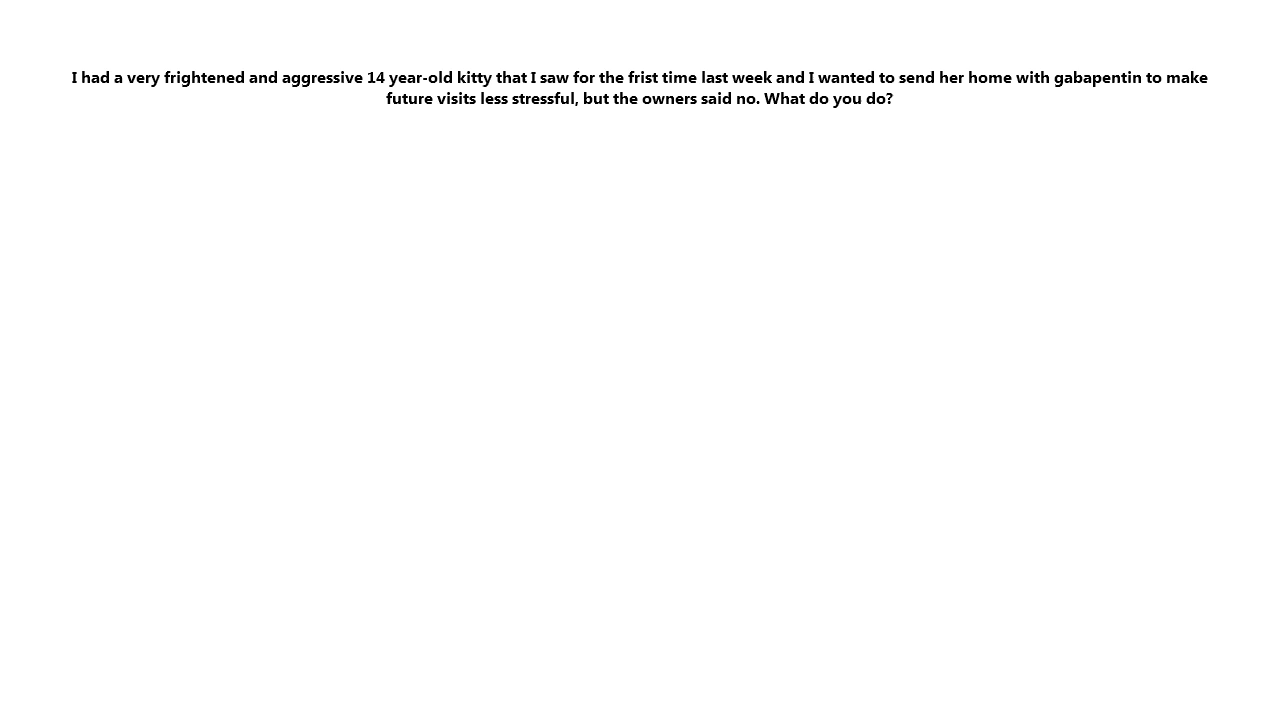 I had a very frightened and aggressive 14 year-old kitty that I saw for the frist time last week and I wanted to send her home with gabapentin to make
future visits less stressful, but the owners said no. What do you do?